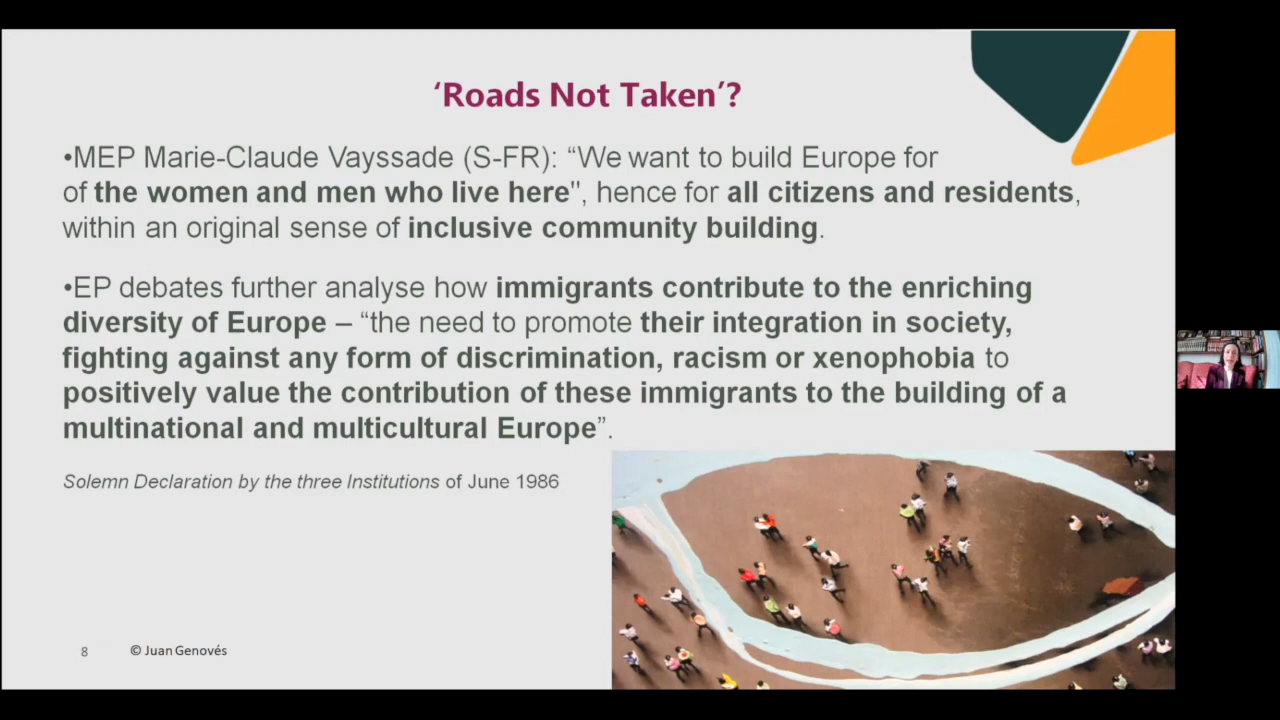 ‘Roads Not Taken’?
•MEP Marie-Claude Vayssade (S-FR): “We want to build Europe for
of the women and men who live here", hence for all citizens and residents,
within an original sense of inclusive community building.
•EP debates further analyse how immigrants contribute to the enriching
diversity of Europe – “the need to promote their integration in society,
fighting against any form of discrimination, racism or xenophobia to
positively value the contribution of these immigrants to the building of a
multinational and multicultural Europe”.
Solemn Declaration by the three Institutions of June 1986
8
© Juan Genovés